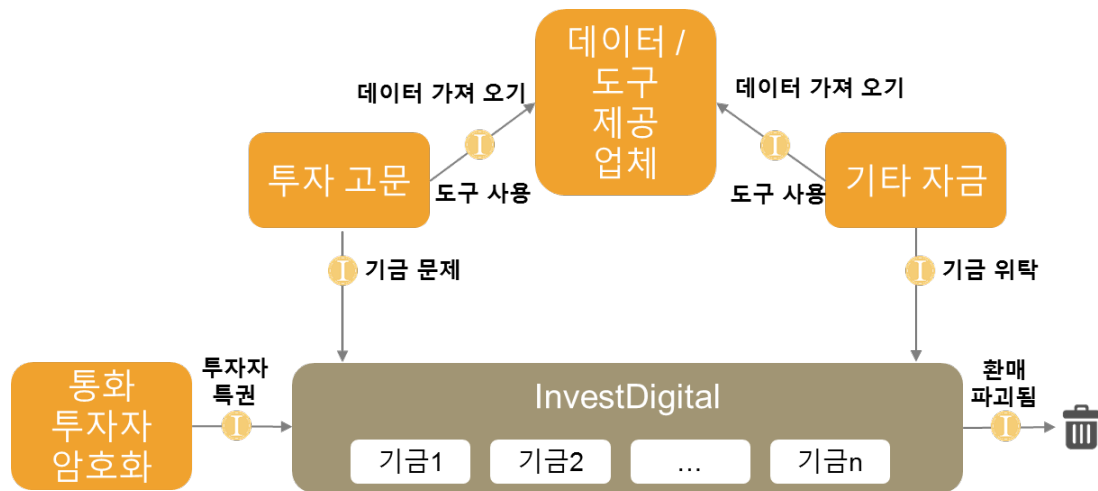 데이터 /
도구
제공
업체
데이터 가져 오기
데이터 가져 오기
투자 고문
기타 자금
도구 사용
도구 사용
기금 문제
기금 위탁
통화
투자자
암호화
투자자
특권
InvestDigital
환매
파괴됨
기금1
기금2
...
기금n